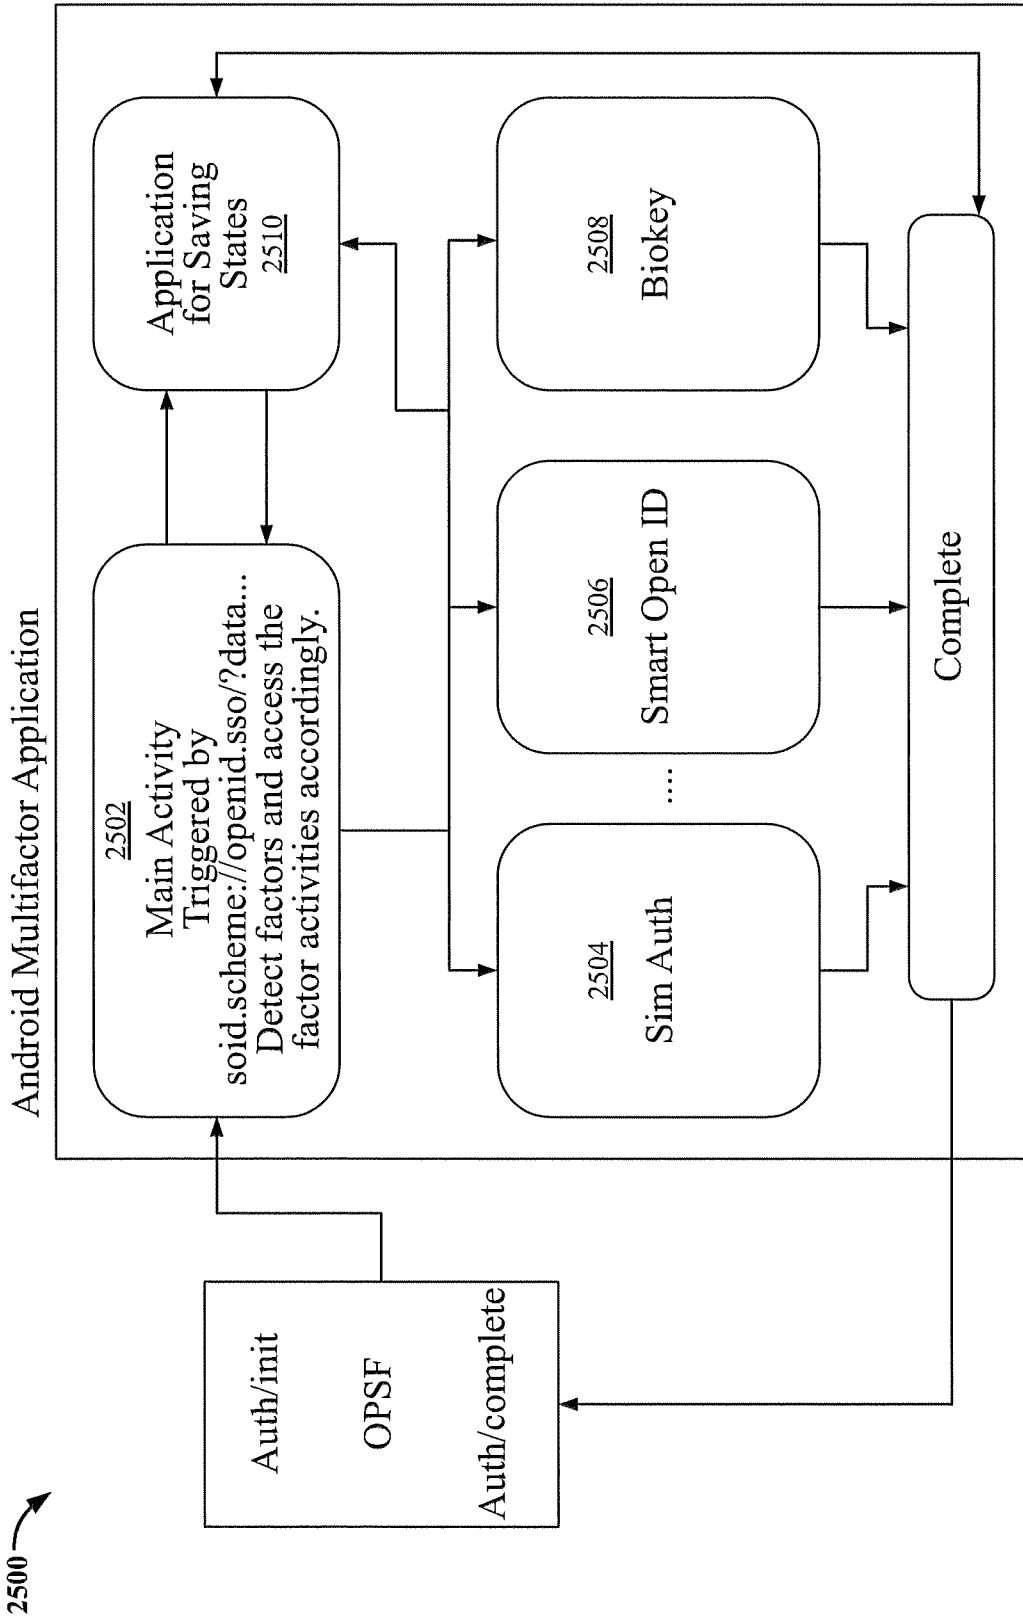 2500
Android Multifactor Application
Auth/init
OPSF
Auth/complete
2502
Main Activity
Triggered by
soid.scheme://openid.sso/?data...
Detect factors and access the
factor activities accordingly.
Application
for Saving
States
2510
2504
Sim Auth
....
2506
Smart Open ID
2508
Biokey
Complete